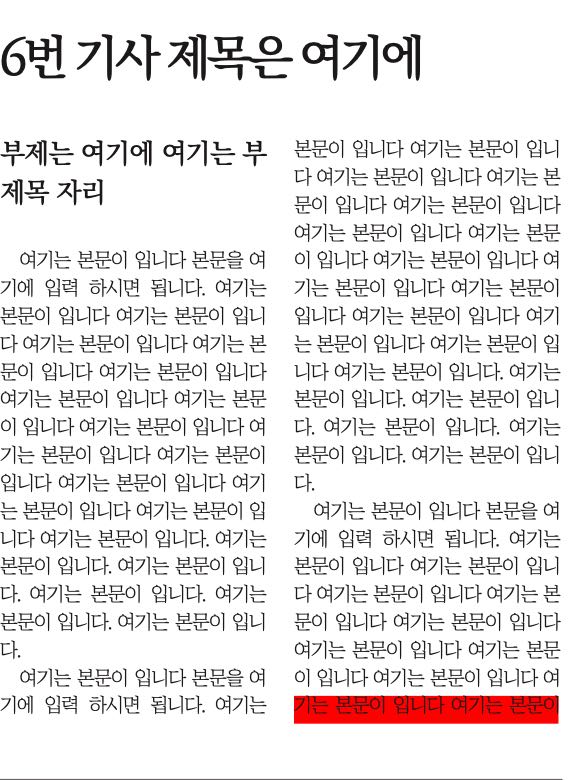 6번 기사 제목은 여기에
부제는 여기에 여기는 부
제목 자리
여기는 본문이 입니다 본문을 여
기에 입력 하시면 됩니다. 여기는
본문이 입니다 여기는 본문이 입니
다 여기는 본문이 입니다 여기는 본
문이 입니다 여기는 본문이 입니다
여기는 본문이 입니다 여기는 본문
이 입니다 여기는 본문이 입니다 여
기는 본문이 입니다 여기는 본문이
입니다 여기는 본문이 입니다 여기
는 본문이 입니다 여기는 본문이 입
니다 여기는 본문이 입니다. 여기는
본문이 입니다. 여기는 본문이 입니
다. 여기는 본문이 입니다. 여기는
본문이 입니다. 여기는 본문이 입니
다.
여기는 본문이 입니다 본문을 여
기에 입력 하시면 됩니다. 여기는
본문이 입니다 여기는 본문이 입니
다 여기는 본문이 입니다 여기는 본
문이 입니다 여기는 본문이 입니다
여기는 본문이 입니다 여기는 본문
이 입니다 여기는 본문이 입니다 여
기는 본문이 입니다 여기는 본문이
입니다 여기는 본문이 입니다 여기
는 본문이 입니다 여기는 본문이 입
니다 여기는 본문이 입니다. 여기는
본문이 입니다. 여기는 본문이 입니
다. 여기는 본문이 입니다. 여기는
본문이 입니다. 여기는 본문이 입니
다.
여기는 본문이 입니다 본문을 여
기에 입력 하시면 됩니다. 여기는
본문이 입니다 여기는 본문이 입니
다 여기는 본문이 입니다 여기는 본
문이 입니다 여기는 본문이 입니다
여기는 본문이 입니다 여기는 본문
이 입니다 여기는 본문이 입니다 여
기는 본문이 입니다 여기는 본문이